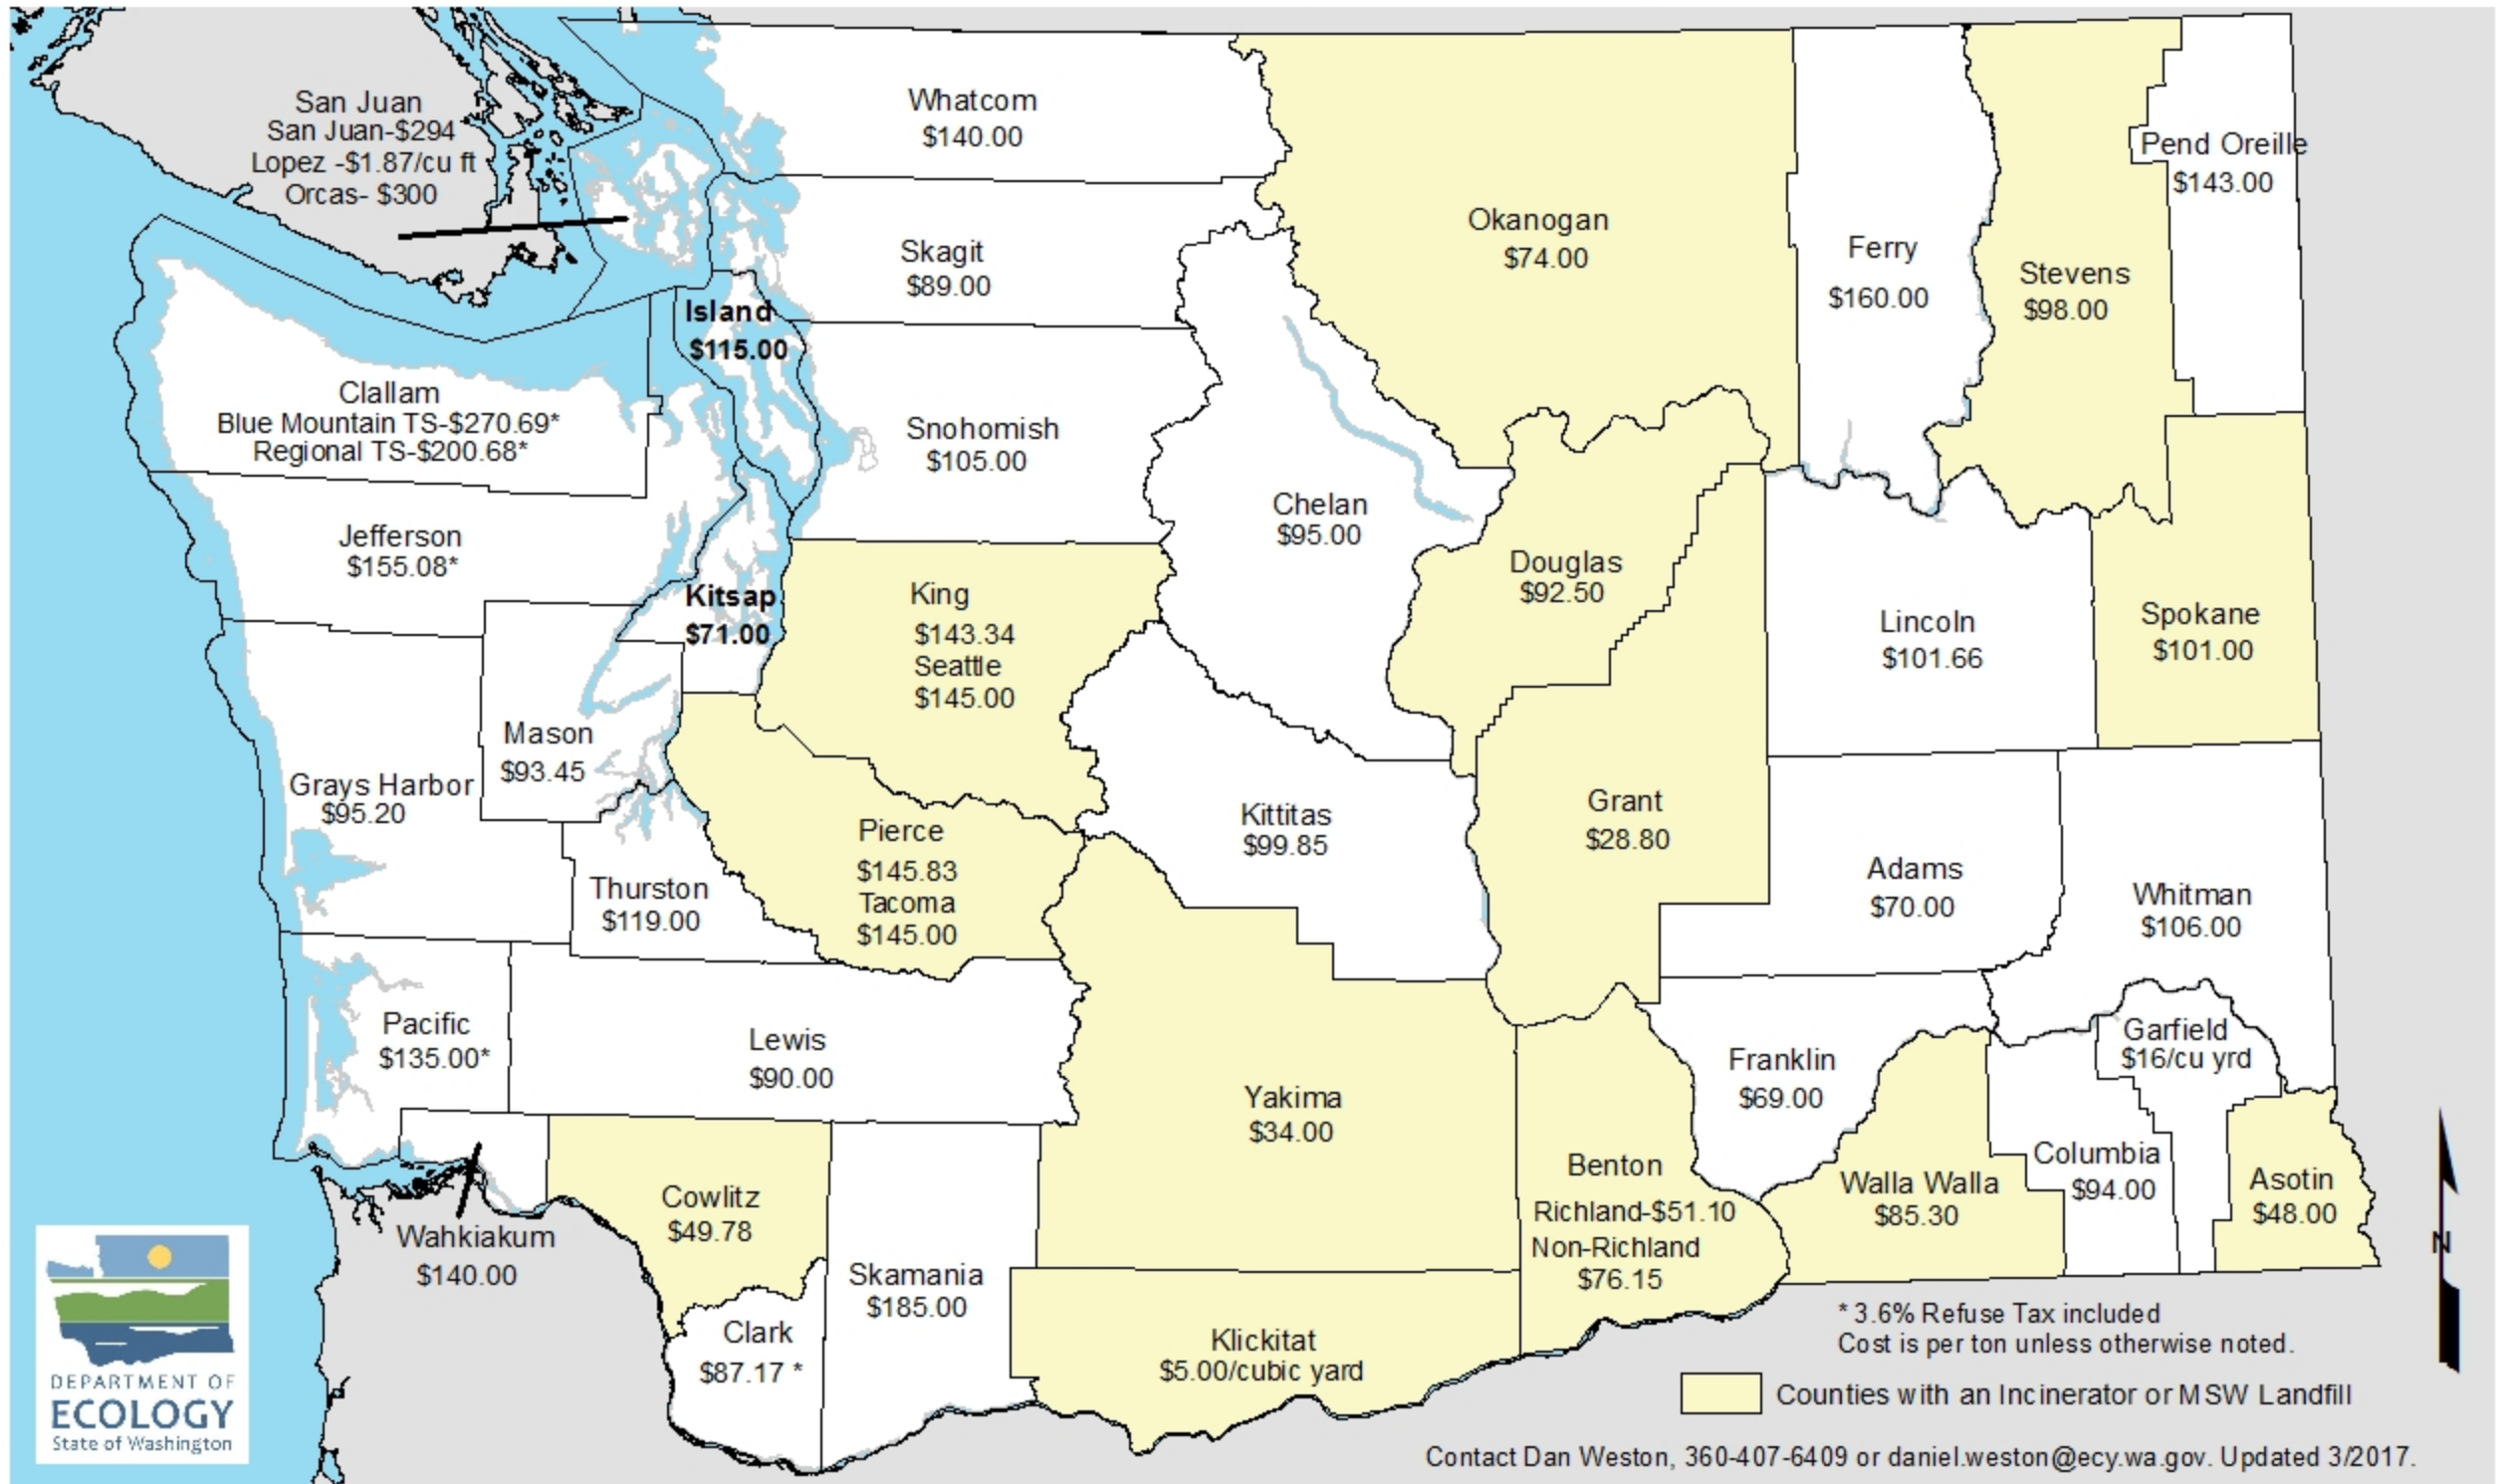 San Juan
San Juan-$294
Lopez -$1.87/cu ft
Orcas- $300
Whatcom
$140.00
Skagit
$89.00
Island
$115.00
Okanogan
$74.00
Ferry
$160.00
Stevens
$98.00
Pend Oreille
$143.00
Clallam
Blue Mountain TS-$270.69*
Regional TS-$200.68*
Snohomish
$105.00
Chelan
$95.00
Jefferson
$155.08*
Kitsap
$71.00
King
$143.34
Seattle
$145.00
Douglas
$92.50
Lincoln
$101.66
Spokane
$101.00
Mason
$93.45
Grays Harbor
$95.20
Thurston
$119.00
Pierce
$145.83
Tacoma
$145.00
Kittitas
$99.85
Grant
$28.80
Adams
$70.00
Whitman
$106.00
Pacific
$135.00*
Lewis
$90.00
Yakima
$34.00
Franklin
$69.00
Garfield
$16/cu yrd
Wahkiakum
$140.00
Cowlitz
$49.78
Skamania
$185.00
Clark
$87.17 *
Klickitat
$5.00/cubic yard
Benton
Richland-$51.10
Non-Richland
$76.15
Walla Walla
$85.30
Columbia
$94.00
Asotin
$48.00
N
* 3.6% Refuse Tax included
Cost is per ton unless otherwise noted.
Counties with an Incinerator or MSW Landfill
Contact Dan Weston, 360-407-6409 or daniel.weston@ecy.wa.gov. Updated 3/2017.
DEPARTMENT OF
ECOLOGY
State of Washington